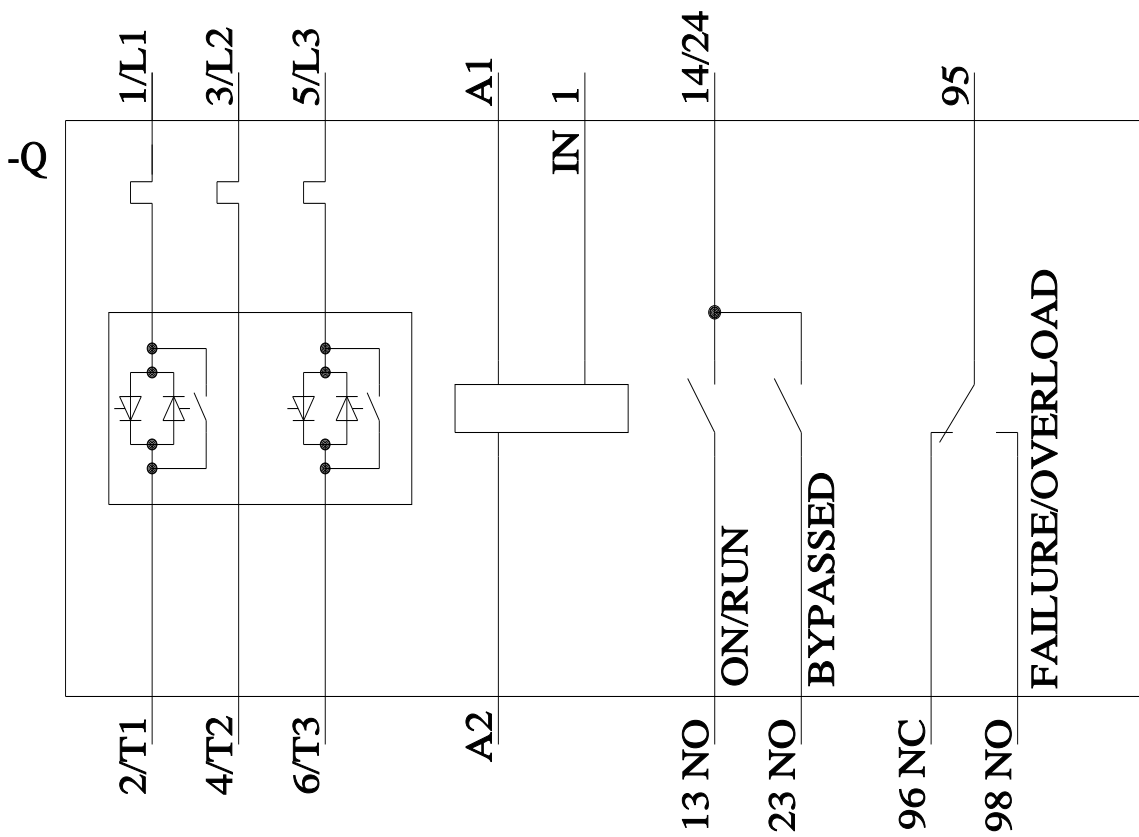 -Q
1/L1
3/L2
5/L3
A1
1
IN
14/24
95
ON/RUN
BYPASSED
FAILURE/OVERLOAD
2/T1
4/T2
6/T3
A2
13 NO
23 NO
96 NC
98 NO